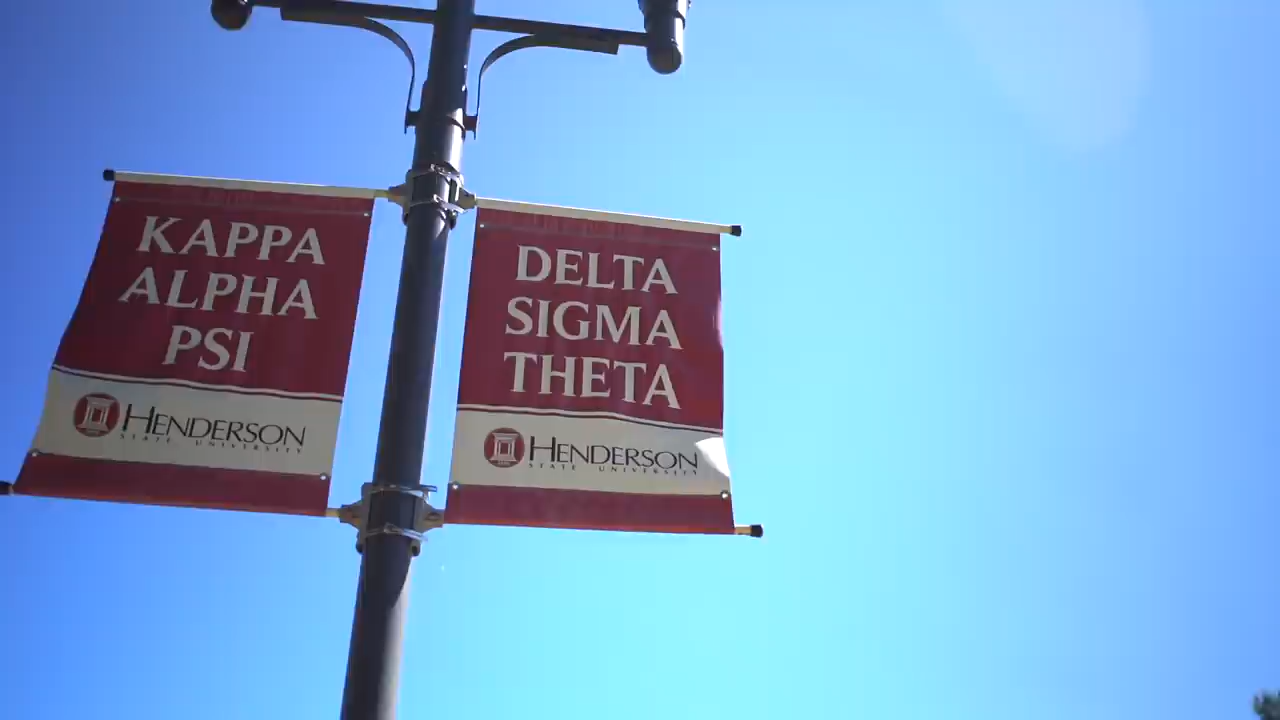 KAPPA
ALPHA
PSI
HENDERSON
STATE UNIVERSITY
DELTA
SIGMA
THETA
HENDERSON
STATE UNIVERSITY